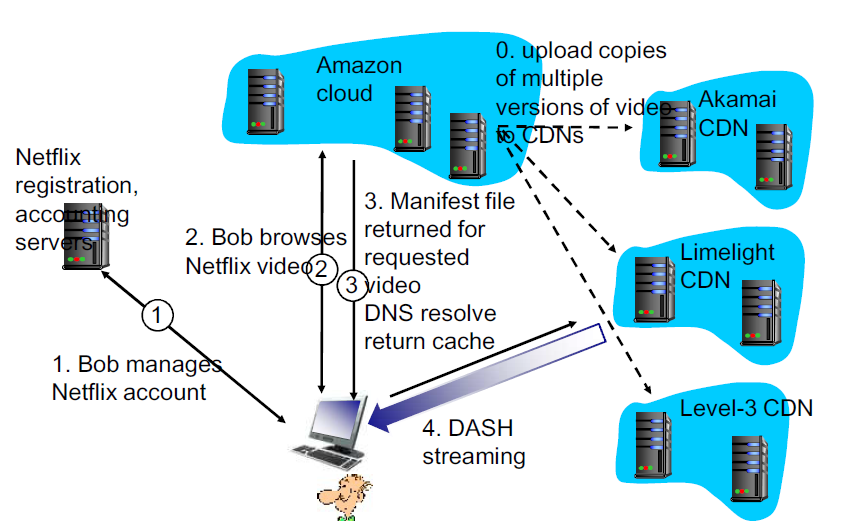 Amazon
cloud
0. upload copies
of multiple
versions of video
to CDNs
Akamai
CDN
Netflix
registration,
accounting
servers
2. Bob browses
Netflix video
2
3. Manifest file
returned for
requested
video
DNS resolve
return cache
3
Limelight
CDN
1
1. Bob manages
Netflix account
4. DASH
streaming
Level-3 CDN